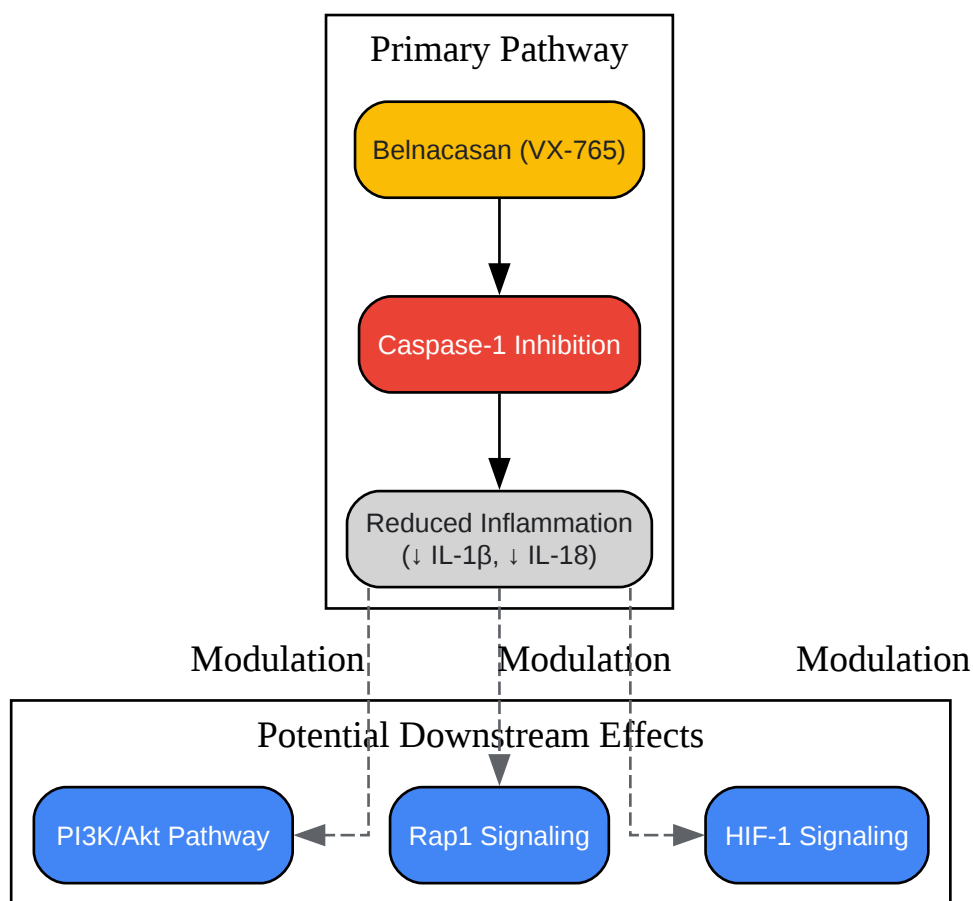 Primary Pathway
Belnacasan (VX-765)
Caspase-1 Inhibition
Reduced Inflammation
(↓ IL-1β, ↓ IL-18)
Modulation
Modulation
Modulation
Potential Downstream Effects
PI3K/Akt Pathway
Rap1 Signaling
HIF-1 Signaling